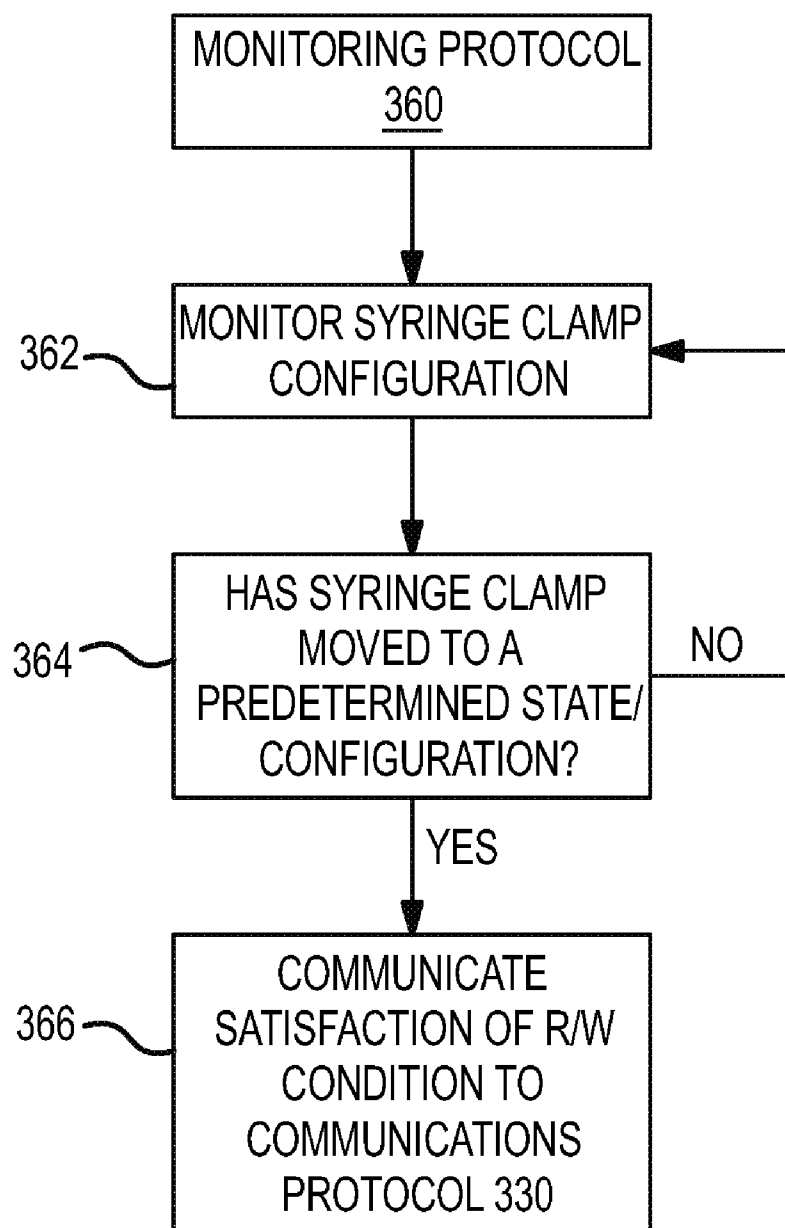 MONITORING PROTOCOL
360
MONITOR SYRINGE CLAMP
CONFIGURATION
362
HAS SYRINGE CLAMP
MOVED TO A
PREDETERMINED STATE/
CONFIGURATION?
364
NO
YES
COMMUNICATE
SATISFACTION OF R/W
CONDITION TO
COMMUNICATIONS
PROTOCOL 330
366